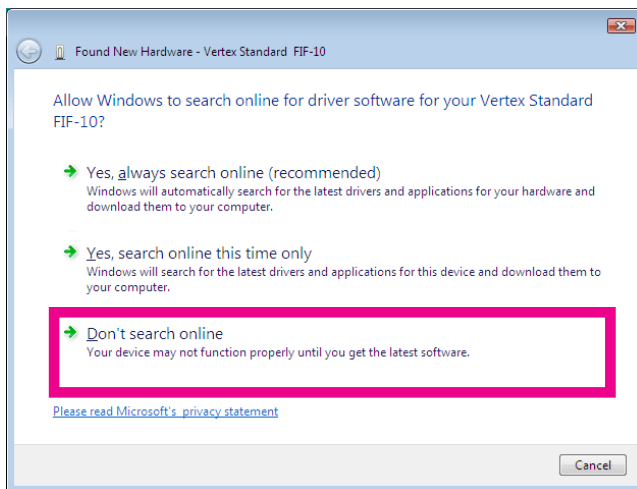 Found New Hardware - Vertex Standard  FIF-10
Allow Windows to search online for driver software for your Vertex Standard
FIF-10?
Yes, always search online (recommended)
Windows will automatically search for the latest drivers and applications for your hardware and
download them to your computer.
Yes, search online this time only
Windows will search for the latest drivers and applications for this device and download them to
your computer.
Don't search online
Your device may not function properly until you get the latest software.
Please read Microsoft's  privacy statement
Cancel